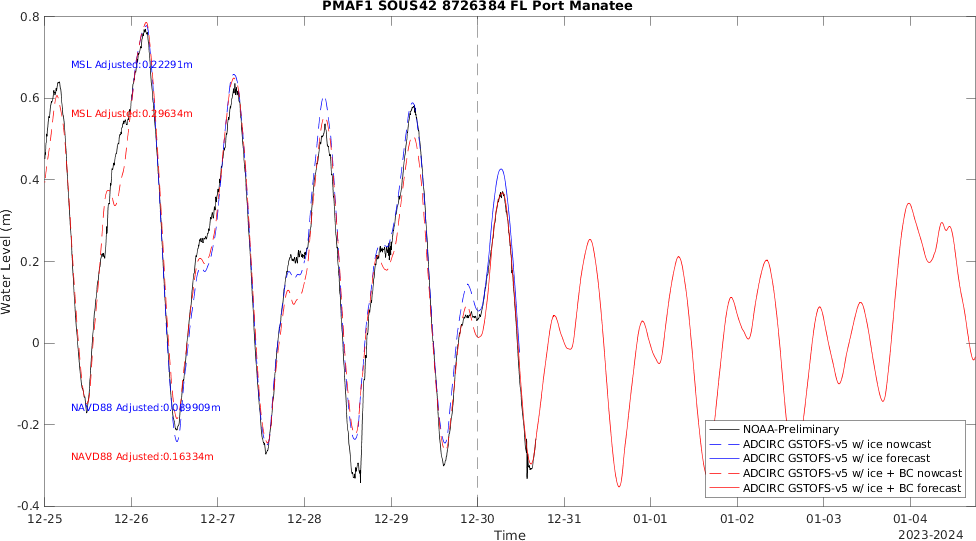 PMAF1 SOUS42 8726384 FL Port Manatee
Water Level (m)
0.8
0.6
0.4
0.2
0
-0.2
-0.4
MSL Adjusted:0.22291m
MSL Adjusted:0.29634m
NAVD88 Adjusted:0.089909m
NAVD88 Adjusted:0.16334m
NOAA-Preliminary
ADCIRC GSTOFS-v5 w/ ice nowcast
ADCIRC GSTOFS-v5 w/ ice forecast
ADCIRC GSTOFS-v5 w/ ice + BC nowcast
ADCIRC GSTOFS-v5 w/ ice + BC forecast
12-25 12-26 12-27 12-28 12-29 12-30 12-31 01-01 01-02 01-03 01-04
Time
2023-2024